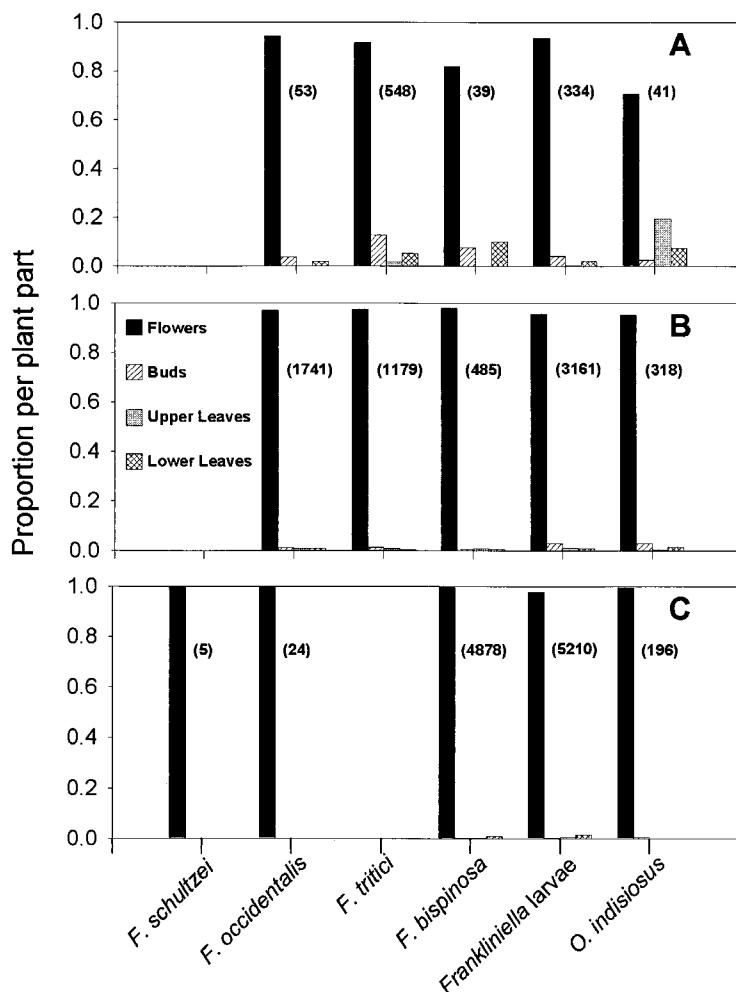 Proportion per plant part
1.0
A
(53) (548) (39) (334) (41)
0.8
0.6
0.4
0.2
0.0
1.0
B
Flowers
(1741) (1179) (485) (3161) (318)
0.8
Buds
0.6
Upper Leaves
0.4
Lower Leaves
0.2
0.0
1.0
C
0.8
(5) (24) (4878) (5210) (196)
0.6
0.4
0.2
0.0
F. schultzei
F. occidentalis
F. tritici
F. bispinosa
Frankliniella larvae
O. indisiosus